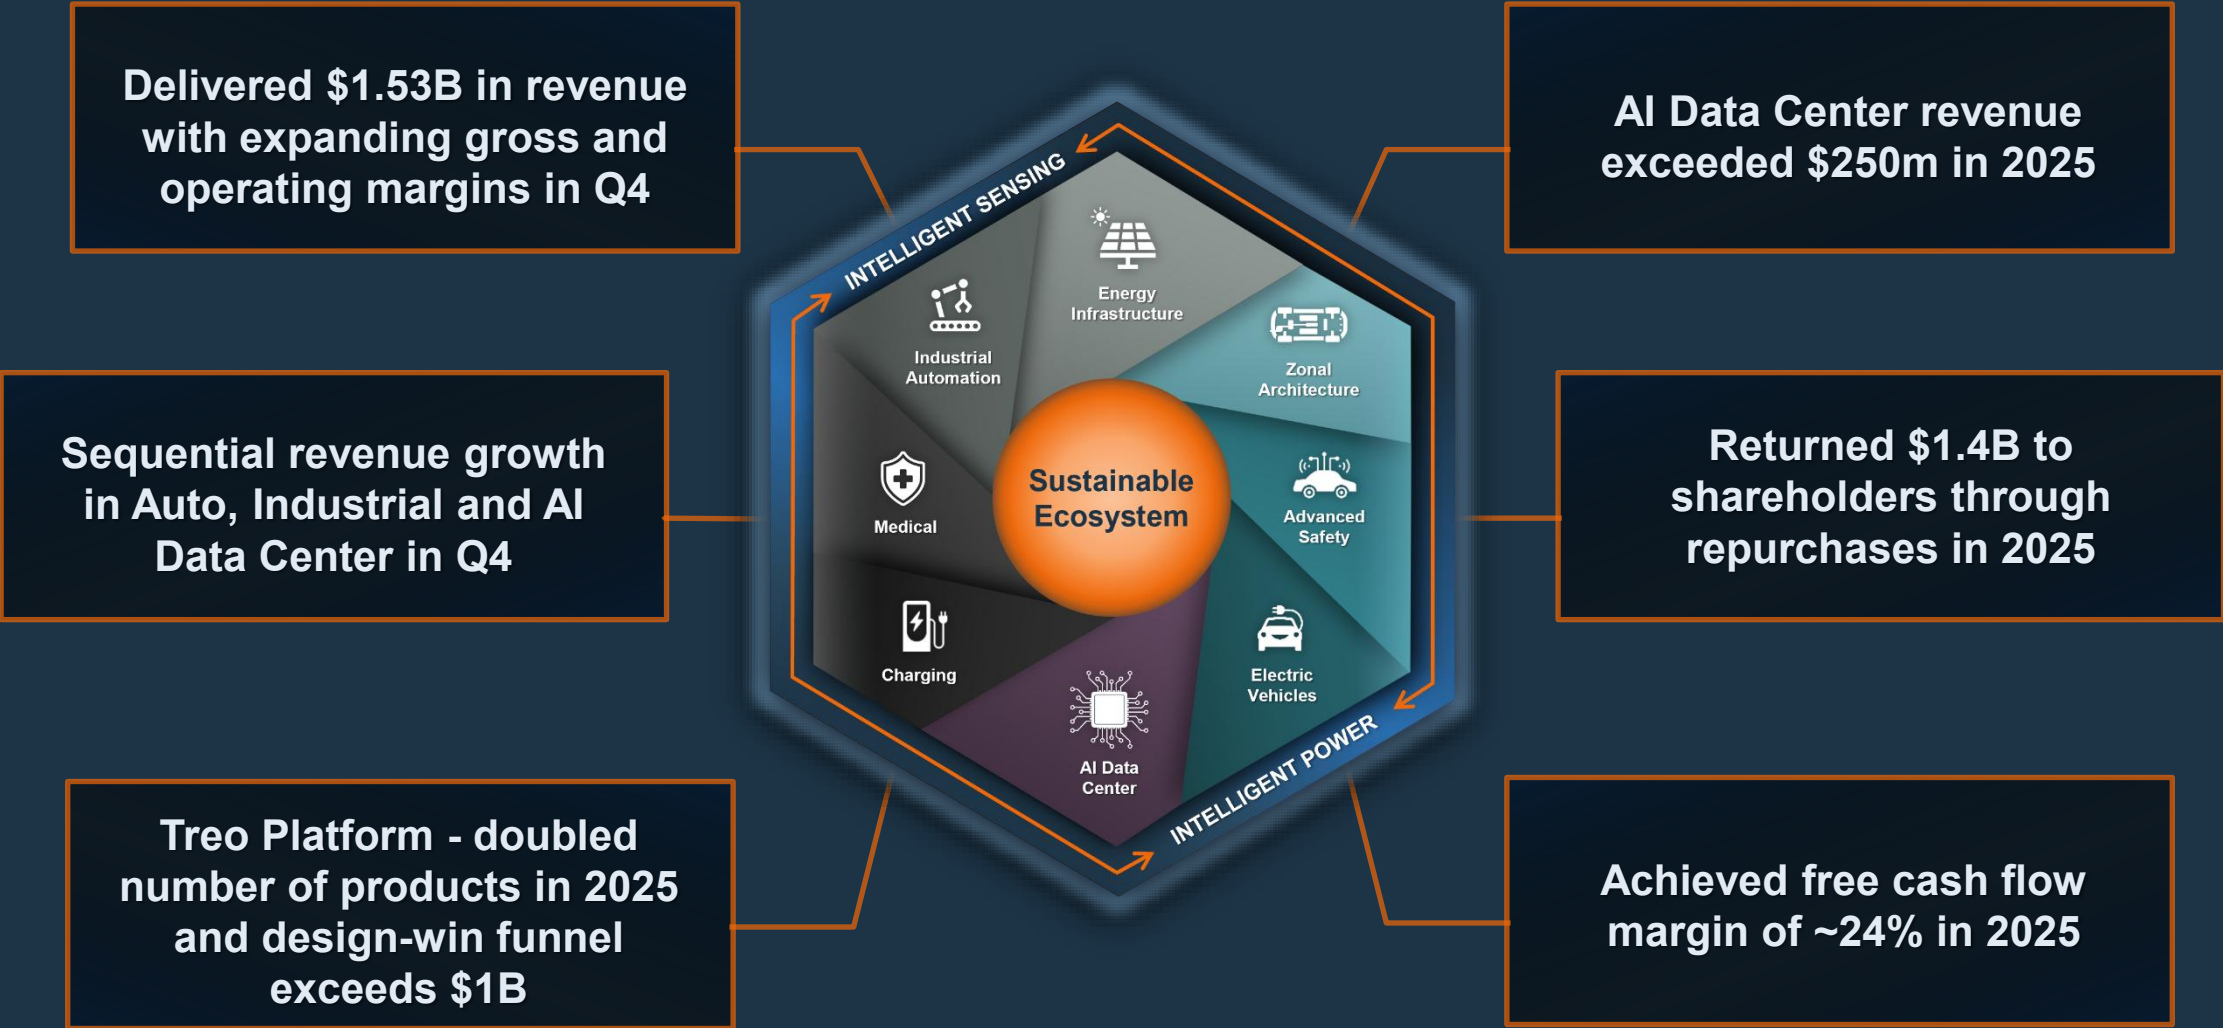 Delivered $1.53B in revenue
with expanding gross and
operating margins in Q4
Sequential revenue growth
in Auto, Industrial and AI
Data Center in Q4
Treo Platform - doubled
number of products in 2025
and design-win funnel
exceeds $1B
INTELLIGENT SENSING
Energy
Infrastructure
Industrial
Automation
Zonal
Architecture
Medical
Sustainable
Ecosystem
Advanced
Safety
Charging
Electric
Vehicles
AI Data
Center
INTELLIGENT POWER
AI Data Center revenue
exceeded $250m in 2025
Returned $1.4B to
shareholders through
repurchases in 2025
Achieved free cash flow
margin of ~24% in 2025